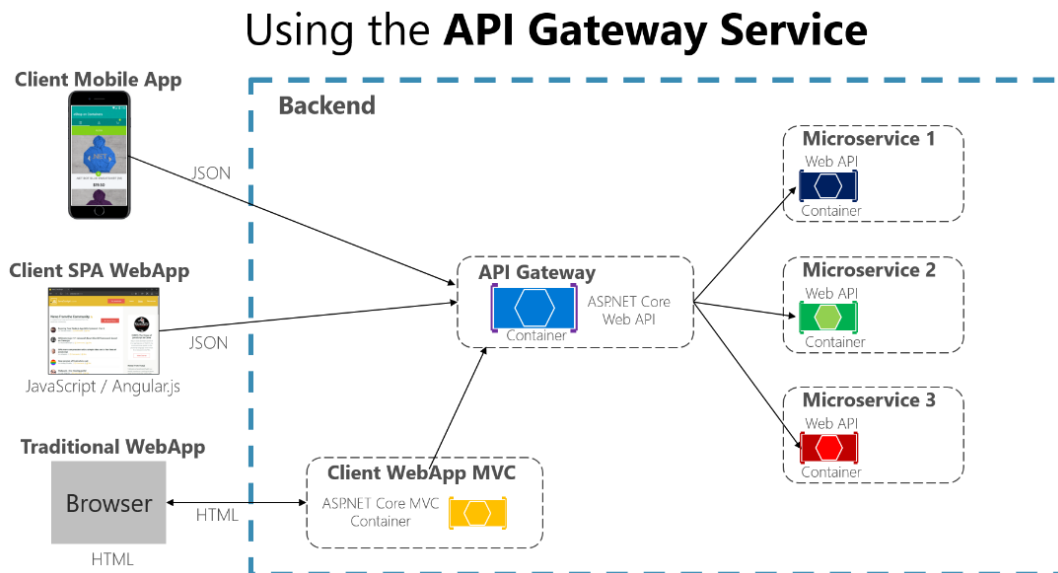 Using the API Gateway Service
Client Mobile App
Backend
JSON
Microservice 1
Web API
Container
Client SPA WebApp
JSON
JavaScript / Angular.js
API Gateway
ASP.NET Core
Web API
Container
Microservice 2
Web API
Container
Microservice 3
Web API
Container
Traditional WebApp
Browser
HTML
HTML
Client WebApp MVC
ASP.NET Core MVC
Container